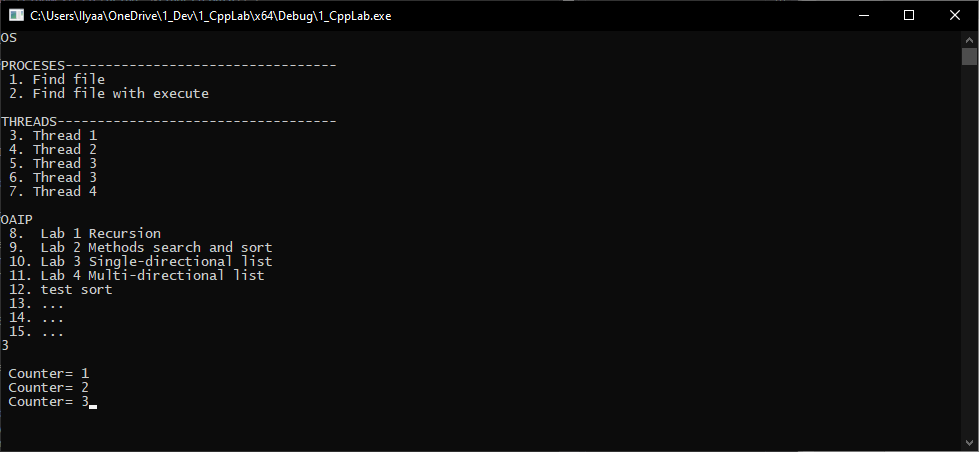 C:\Users\Ilyaa\OneDrive\1_Dev\1_CppLab\x64\Debug\1_CppLab.exe
OS
PROCESES----------------------------------
1. Find file
2. Find file with execute
THREADS-----------------------------------
3. Thread 1
4. Thread 2
5. Thread 3
6. Thread 3
7. Thread 4
OAIP
8.  Lab 1 Recursion
9.  Lab 2 Methods search and sort
10. Lab 3 Single-directional list
11. Lab 4 Multi-directional list
12. test sort
13. ...
14. ...
15. ...
3
Counter= 1
Counter= 2
Counter= 3